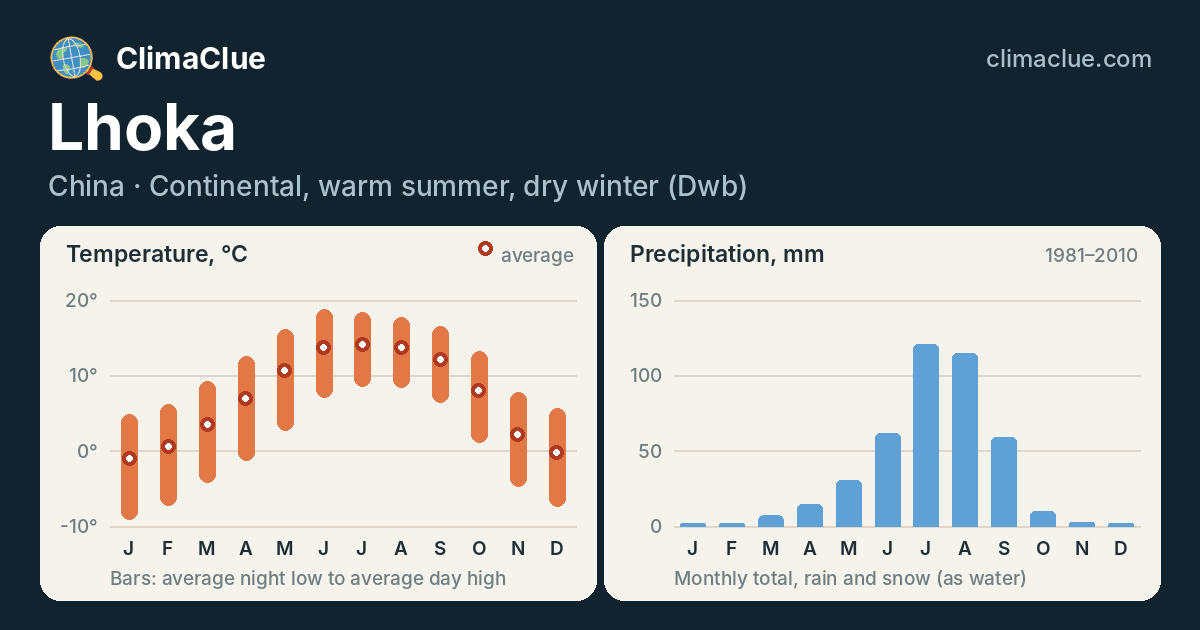 ClimaClue
climaclue.com
Lhoka
China · Continental, warm summer, dry winter (Dwb)
Temperature, °C
average
20°
10°
0°
-10°
J F M A M J J A S O N D
Bars: average night low to average day high
Precipitation, mm
1981–2010
150
100
50
0
J F M A M J J A S O N D
Monthly total, rain and snow (as water)